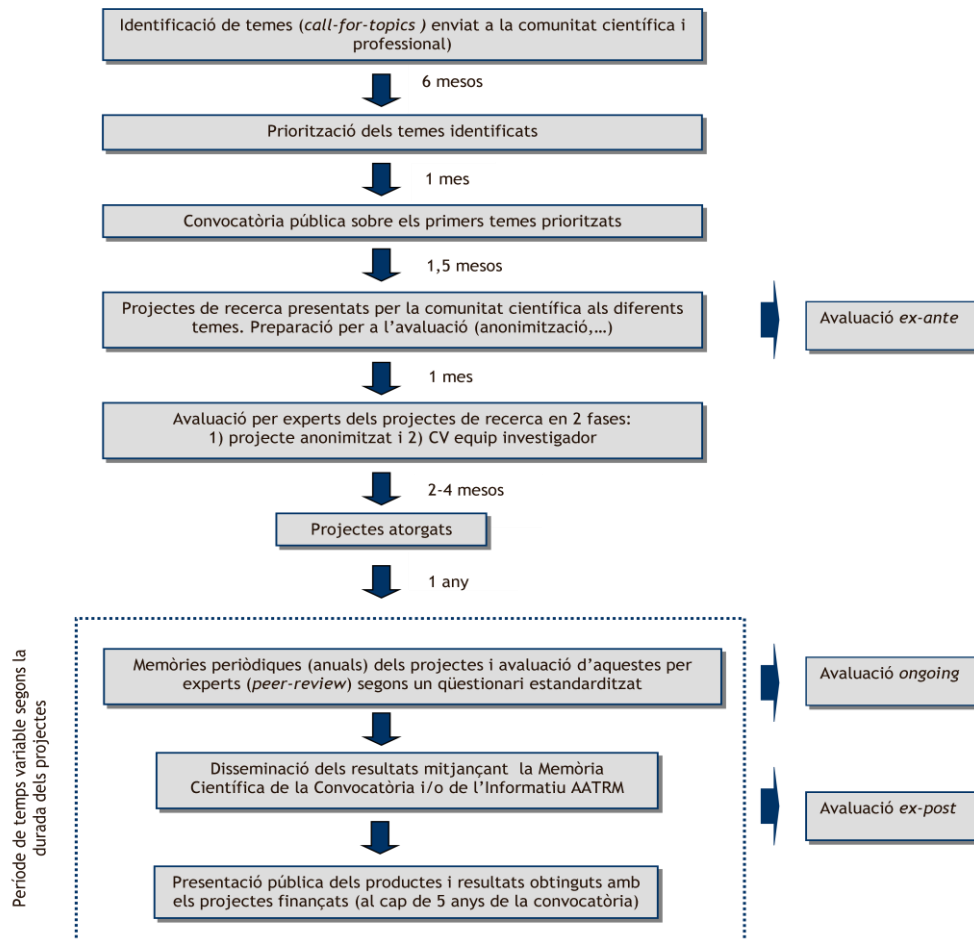 Identificació de temes (call-for-topics ) enviat a la comunitat científica i
professional)
6 mesos
Priorització dels temes identificats
1 mes
Convocatòria pública sobre els primers temes prioritzats
1,5 mesos
Projectes de recerca presentats per la comunitat científica als diferents
temes. Preparació per a l’avaluació (anonimització,…)
Avaluació ex-ante
1 mes
Avaluació per experts dels projectes de recerca en 2 fases:
1) projecte anonimitzat i 2) CV equip investigador
2-4 mesos
Projectes atorgats
1 any
Període de temps variable segons la
durada dels projectes
Memòries periòdiques (anuals) dels projectes i avaluació d’aquestes per
experts (peer-review) segons un qüestionari estandarditzat
Avaluació ongoing
Disseminació dels resultats mitjançant la Memòria
Científica de la Convocatòria i/o de l’Informatiu AATRM
Avaluació ex-post
Presentació pública dels productes i resultats obtinguts amb
els projectes finançats (al cap de 5 anys de la convocatòria)